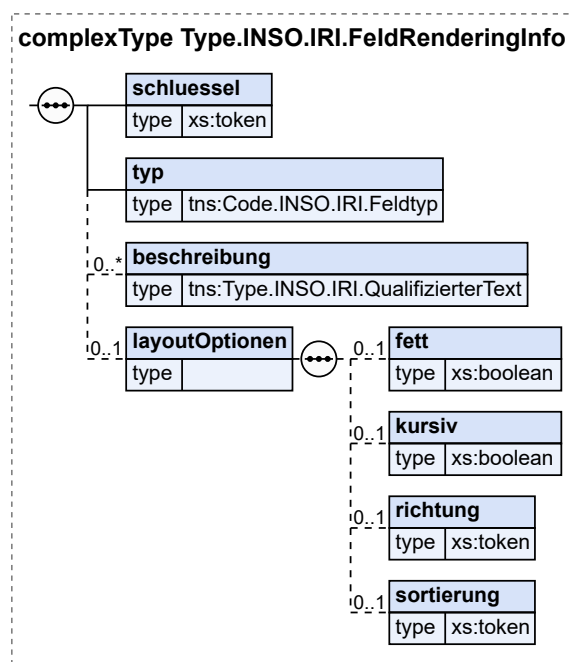 complexType Type.INSO.IRI.FeldRenderingInfo
schluessel
type xs:token
typ
type tns:Code.INSO.IRI.Feldtyp
0..* beschreibung
type tns:Type.INSO.IRI.QualifizierterText
0..1 layoutOptionen
type
0..1 fett
type xs:boolean
0..1 kursiv
type xs:boolean
0..1 richtung
type xs:token
0..1 sortierung
type xs:token